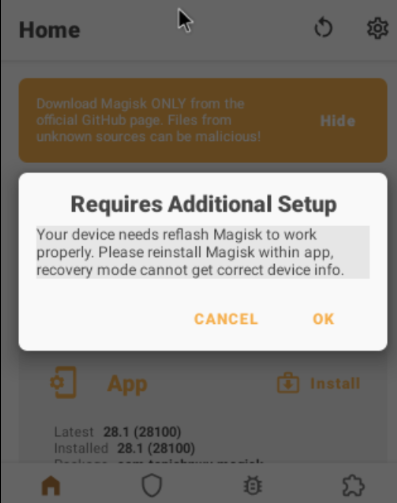 Home
Download Magisk ONLY from the
official GitHub page. Files from
unknown sources can be malicious!
Hide
Requires Additional Setup
Your device needs reflash Magisk to work
properly. Please reinstall Magisk within app,
recovery mode cannot get correct device info.
CANCEL OK
App
Install
Latest 28.1 (28100)
Installed 28.1 (28100)